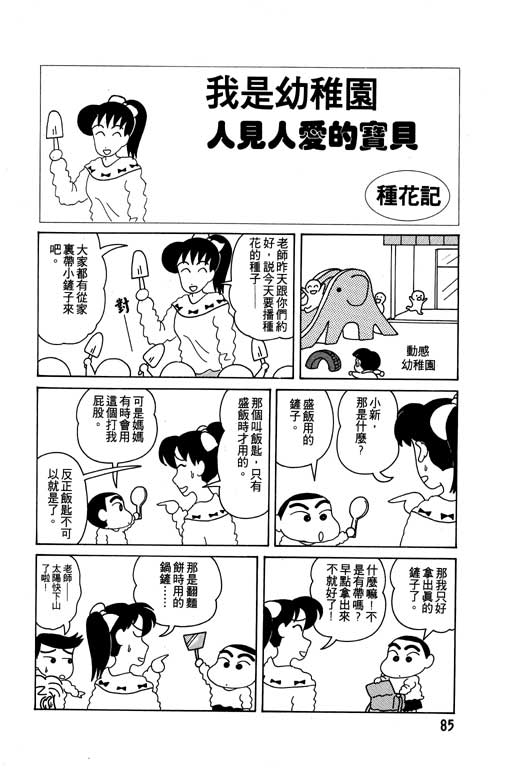 我是幼稚園
人見人愛的寶貝
種花記
動感
幼稚園
老師昨天跟你們約
好，説今天要播種
花的種子——
大家都有從家
裏帶小鏟子來
吧。
對
小新，
那是什麼？
盛飯用的
鏟子。
那個叫飯匙，只有
盛飯時才用的。
可是媽媽
有時會用
這個打我
屁股。
反正飯匙不可
以就是了。
那我只好
拿出真的
鏟子了。
什麼嘛！不
是有帶嗎？
早點拿出來
不就好了！
那是翻麵
餅時用的
鍋鏟……
老師—
太陽快下山
了啦！
85